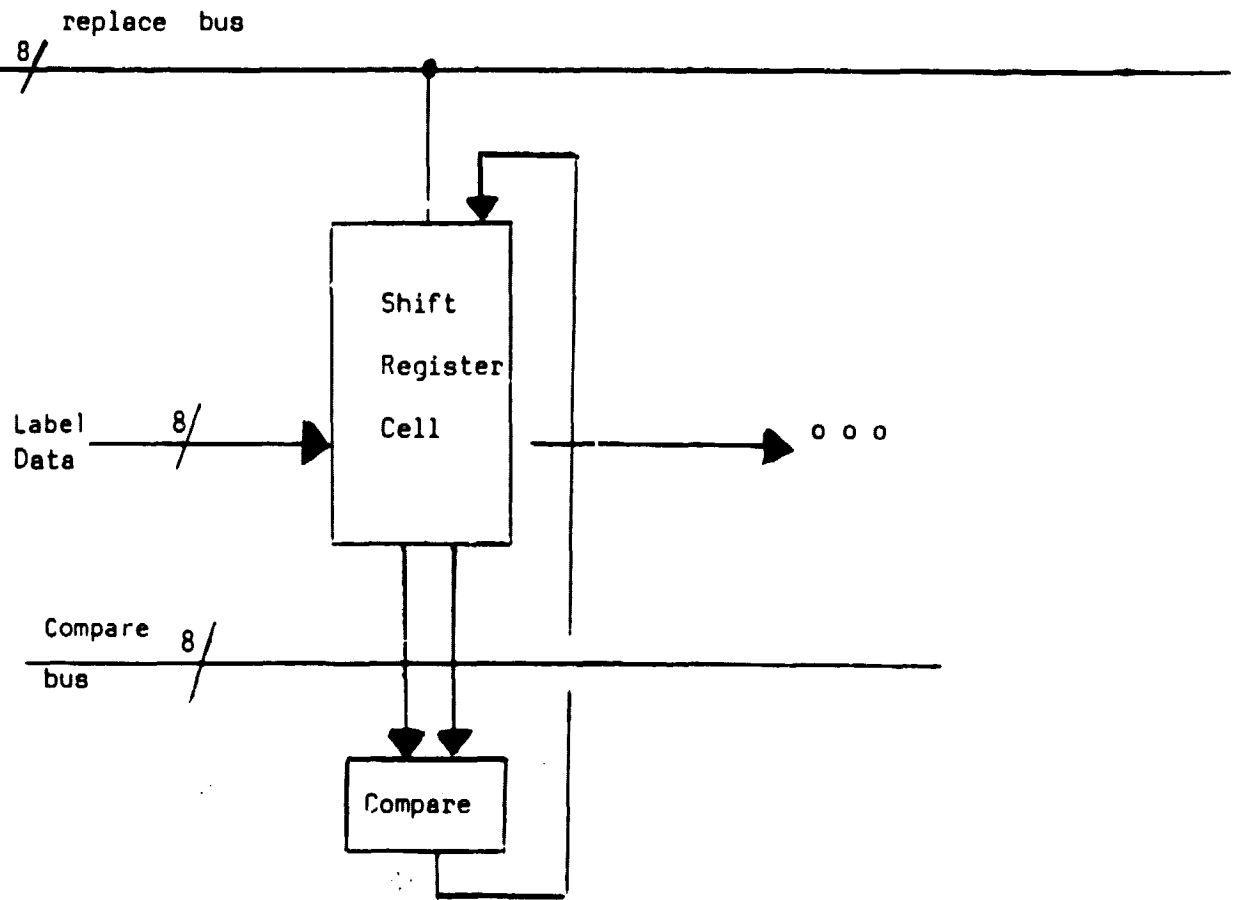 replace bus
8/
Shift
Register
Cell
Label
Data
8/
o o o
Compare
bus
8/
Compare